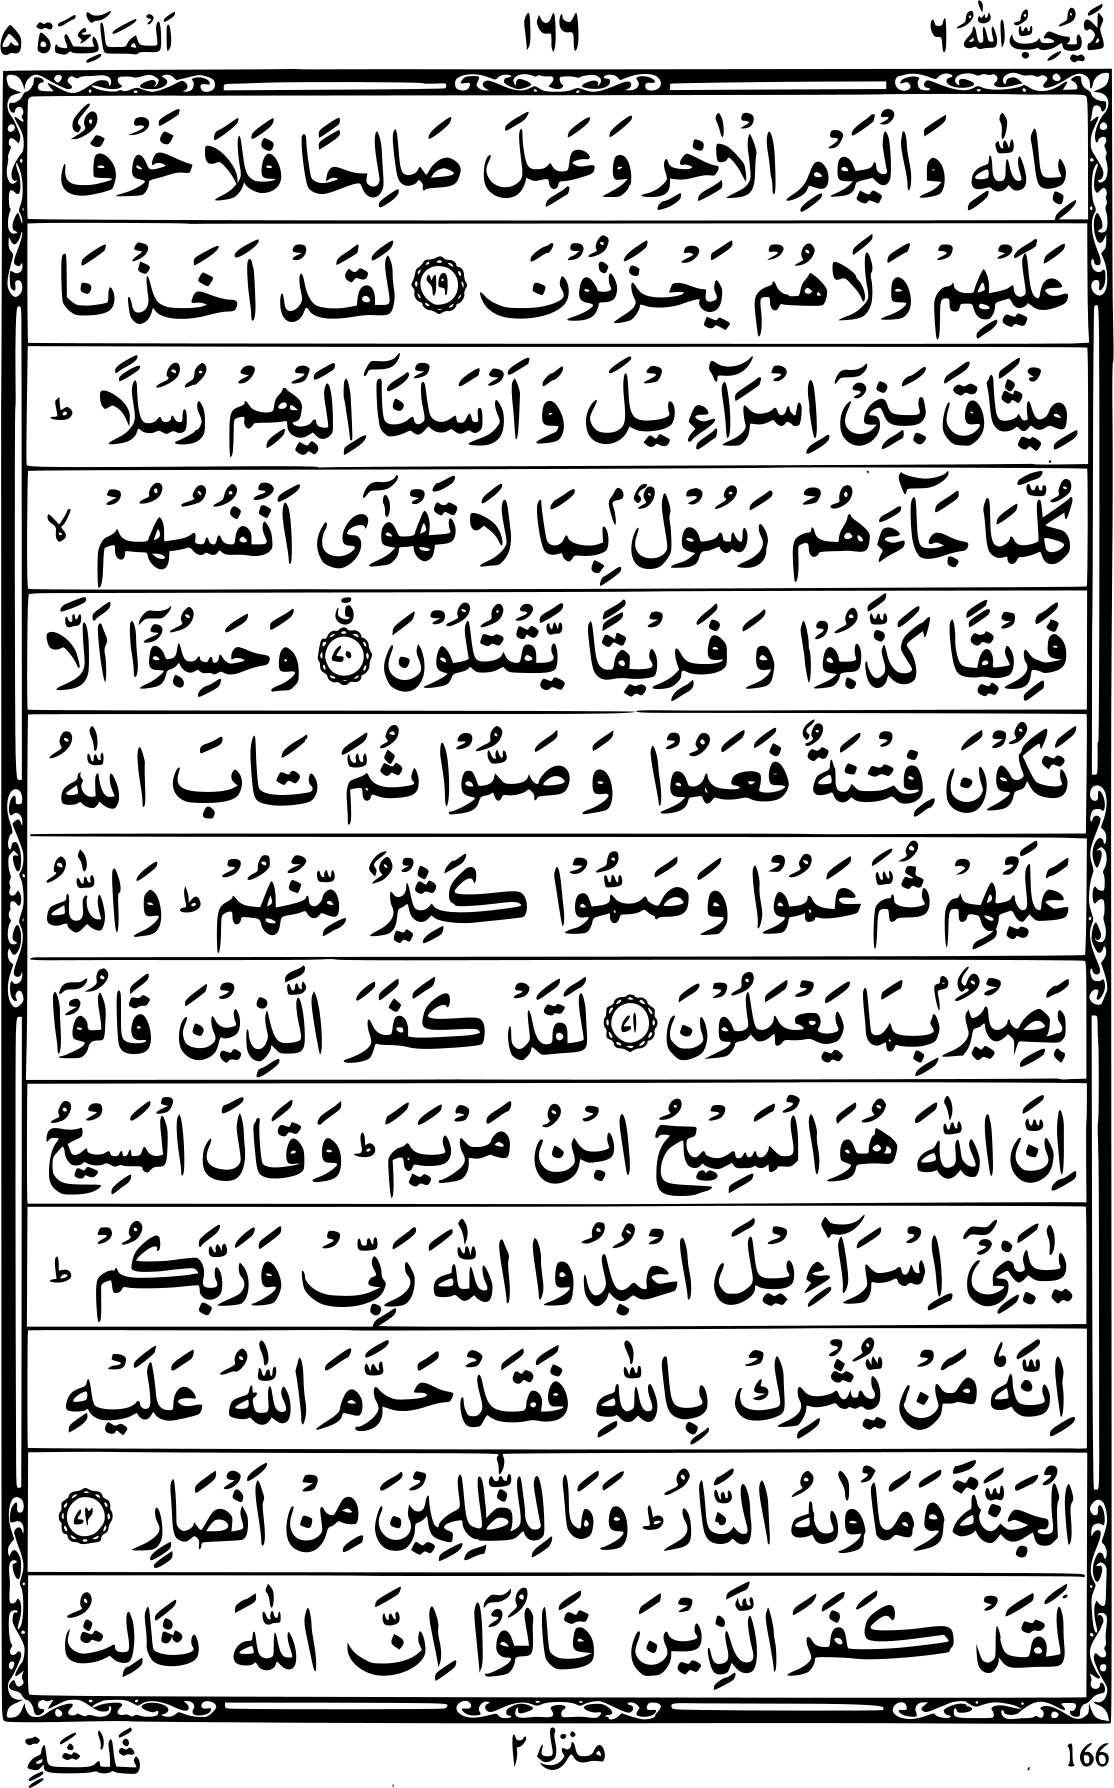 لَايُحِبُّ اللّٰهُ ٦ ١٦٦ اَلْمَآئِدَة ٥
بِاللّٰهِ وَالْيَوْمِ الْاٰخِرِ وَعَمِلَ صَالِحًا فَلَا خَوْفٌ
عَلَيْهِمْ وَلَاهُمْ يَحْزَنُوْنَ ﴿٦٩﴾ لَقَدْ اَخَذْنَا
مِيْثَاقَ بَنِيْٓ اِسْرَآءِيْلَ وَ اَرْسَلْنَآ اِلَيْهِمْ رُسُلًا ؕ
كُلَّمَا جَآءَهُمْ رَسُوْلٌۢ بِمَا لَا تَهْوٰٓى اَنْفُسُهُمْ ۙ
فَرِيْقًا كَذَّبُوْا وَ فَرِيْقًا يَّقْتُلُوْنَ ﴿٧٠﴾ ق وَحَسِبُوْٓا اَلَّا
تَكُوْنَ فِتْنَةٌ فَعَمُوْا وَ صَمُّوْا ثُمَّ تَابَ اللّٰهُ
عَلَيْهِمْ ثُمَّ عَمُوْا وَ صَمُّوْا كَثِيْرٌ مِّنْهُمْ ؕ وَ اللّٰهُ
بَصِيْرٌۢ بِمَا يَعْمَلُوْنَ ﴿٧١﴾ لَقَدْ كَفَرَ الَّذِيْنَ قَالُوْٓا
اِنَّ اللّٰهَ هُوَ الْمَسِيْحُ ابْنُ مَرْيَمَ ؕ وَ قَالَ الْمَسِيْحُ
يٰبَنِيْٓ اِسْرَآءِيْلَ اعْبُدُوا اللّٰهَ رَبِّيْ وَرَبَّكُمْ ؕ
اِنَّهٗ مَنْ يُّشْرِكْ بِاللّٰهِ فَقَدْ حَرَّمَ اللّٰهُ عَلَيْهِ
الْجَنَّةَ وَمَاْوٰىهُ النَّارُ ؕ وَمَا لِلظّٰلِمِيْنَ مِنْ اَنْصَارٍ ﴿٧٢﴾
لَقَدْ كَفَرَ الَّذِيْنَ قَالُوْٓا اِنَّ اللّٰهَ ثَالِثُ
166 منزل ٢ ثَلٰثَةٍ